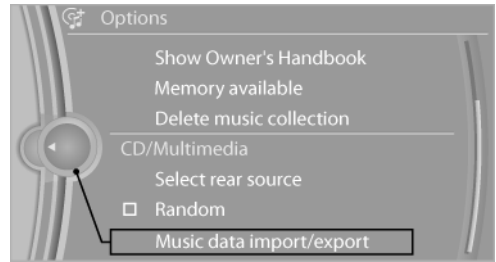 Options
Show Owner's Handbook
Memory available
Delete music collection
CD/Multimedia
Select rear source
Random
Music data import/export